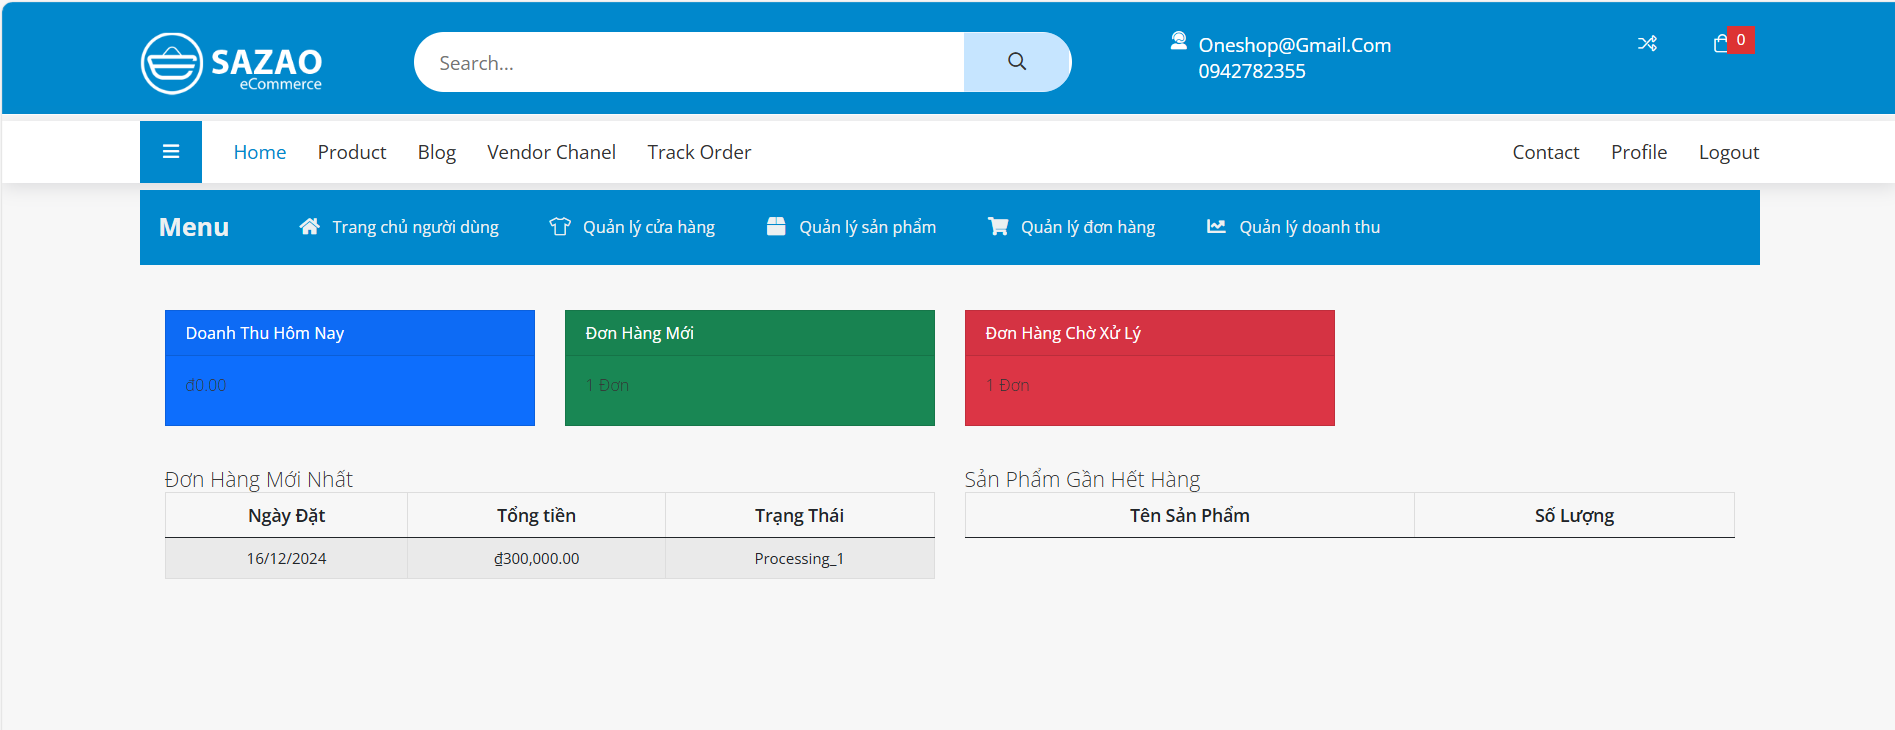 SAZAO
eCommerce
Search...
Oneshop@Gmail.Com
0942782355
0
Home Product Blog Vendor Chanel Track Order Contact Profile Logout
Menu Trang chủ người dùng Quản lý cửa hàng Quản lý sản phẩm Quản lý đơn hàng Quản lý doanh thu
Doanh Thu Hôm Nay
₫0.00
Đơn Hàng Mới
1 Đơn
Đơn Hàng Chờ Xử Lý
1 Đơn
Đơn Hàng Mới Nhất
Ngày Đặt Tổng tiền Trạng Thái
16/12/2024 ₫300,000.00 Processing_1
Sản Phẩm Gần Hết Hàng
Tên Sản Phẩm Số Lượng